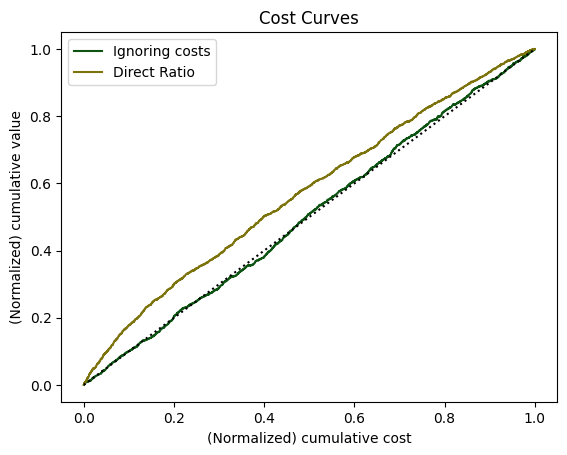 Cost Curves
Ignoring costs
Direct Ratio
(Normalized) cumulative value
1.0
0.8
0.6
0.4
0.2
0.0
0.0 0.2 0.4 0.6 0.8 1.0
(Normalized) cumulative cost